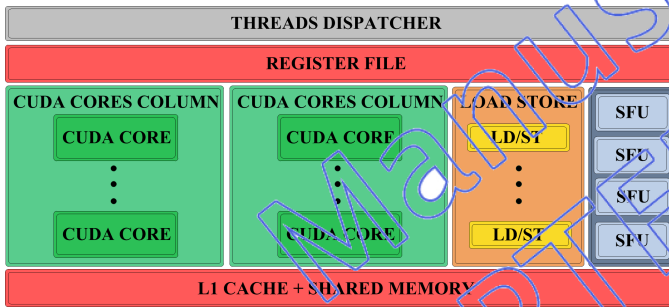 THREADS DISPATCHER
REGISTER FILE
CUDA CORES COLUMN
CUDA CORE
CUDA CORE
CUDA CORES COLUMN
CUDA CORE
CUDA CORE
LOAD STORE
LD/ST
LD/ST
SFU
SFU
SFU
SFU
L1 CACHE + SHARED MEMORY